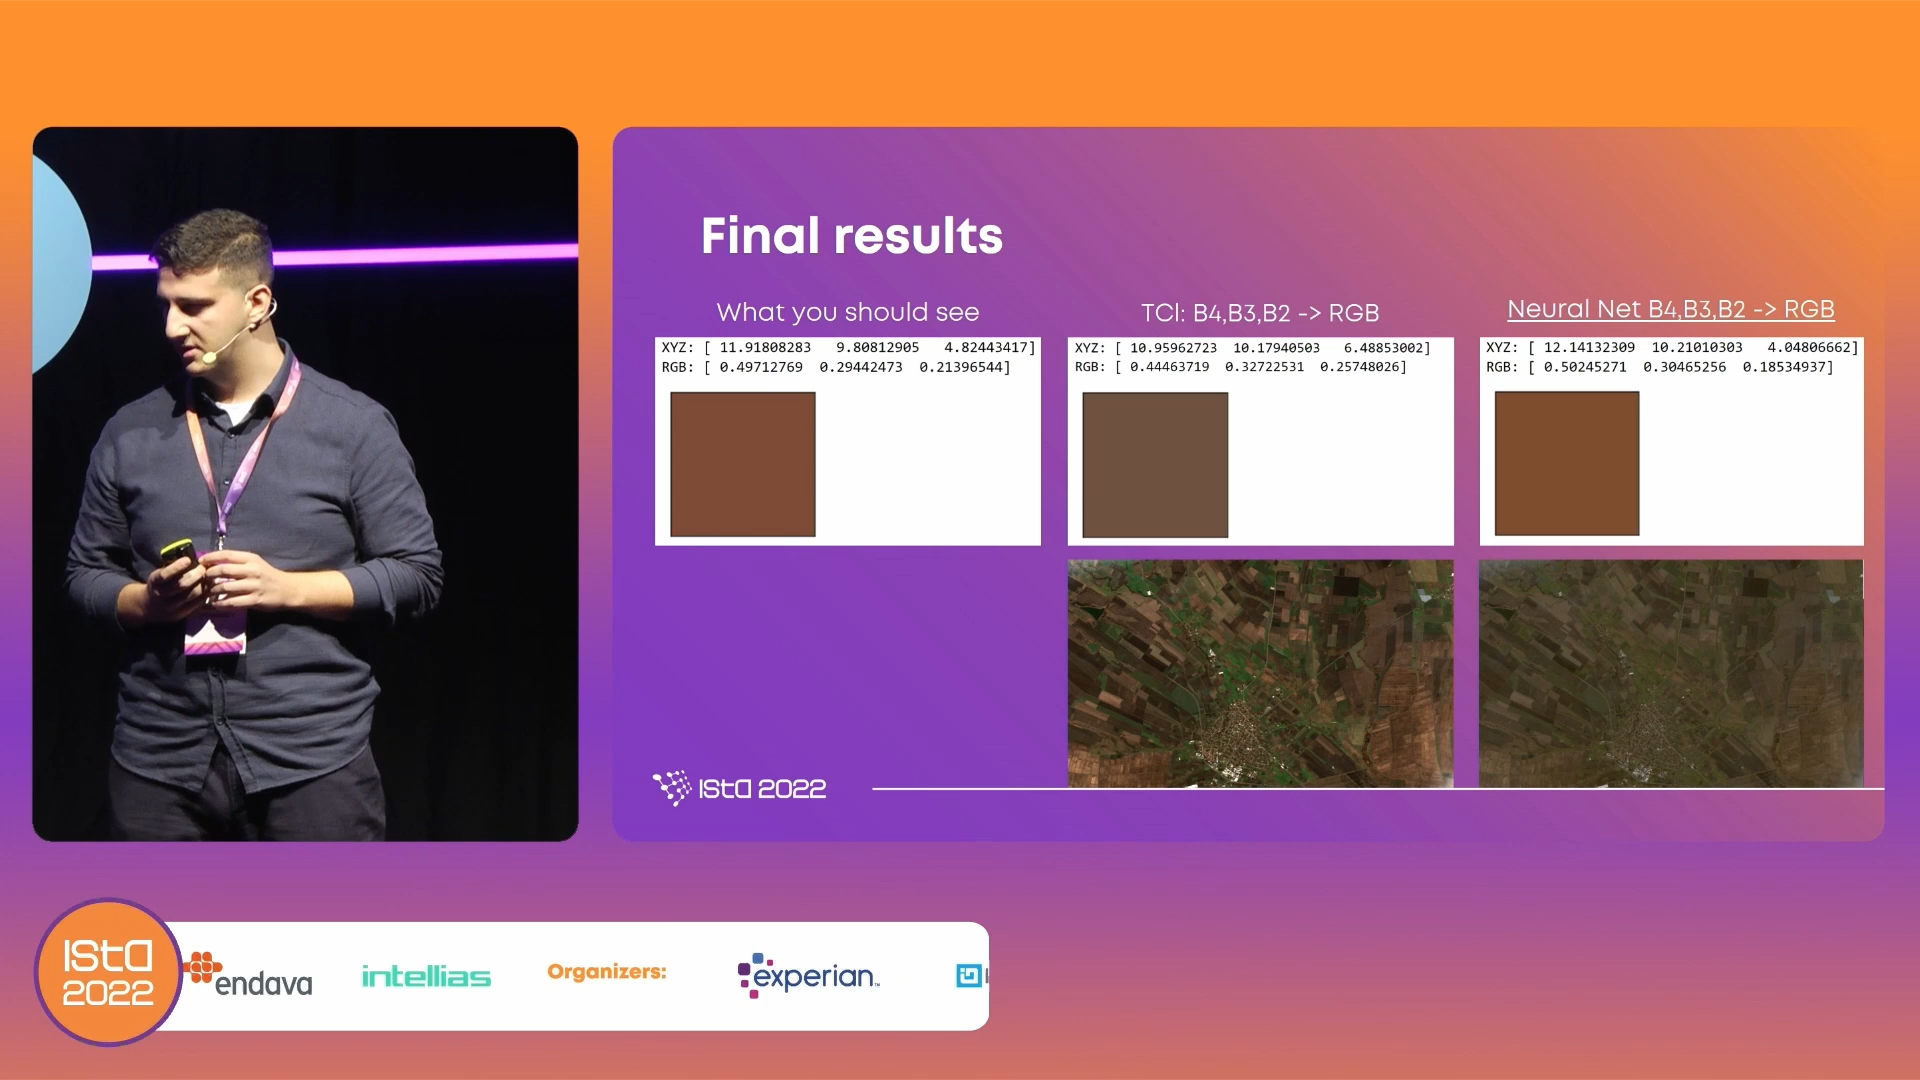 Final results
What you should see
XYZ: [ 11.91808283 9.80812905 4.82443417]
RGB: [ 0.49712769 0.29442473 0.21396544]
TCl: B4,B3,B2 -> RGB
XYZ: [ 10.95962723 10.17940503 6.48853002]
RGB: [ 0.44463719 0.32722531 0.25748026]
Neural Net B4,B3,B2 -> RGB
XYZ: [ 12.14132309 10.21010303 4.04806662]
RGB: [ 0.50245271 0.30465256 0.18534937]
ISta 2022
ISta
2022
endava
intellias
Organizers:
experian™